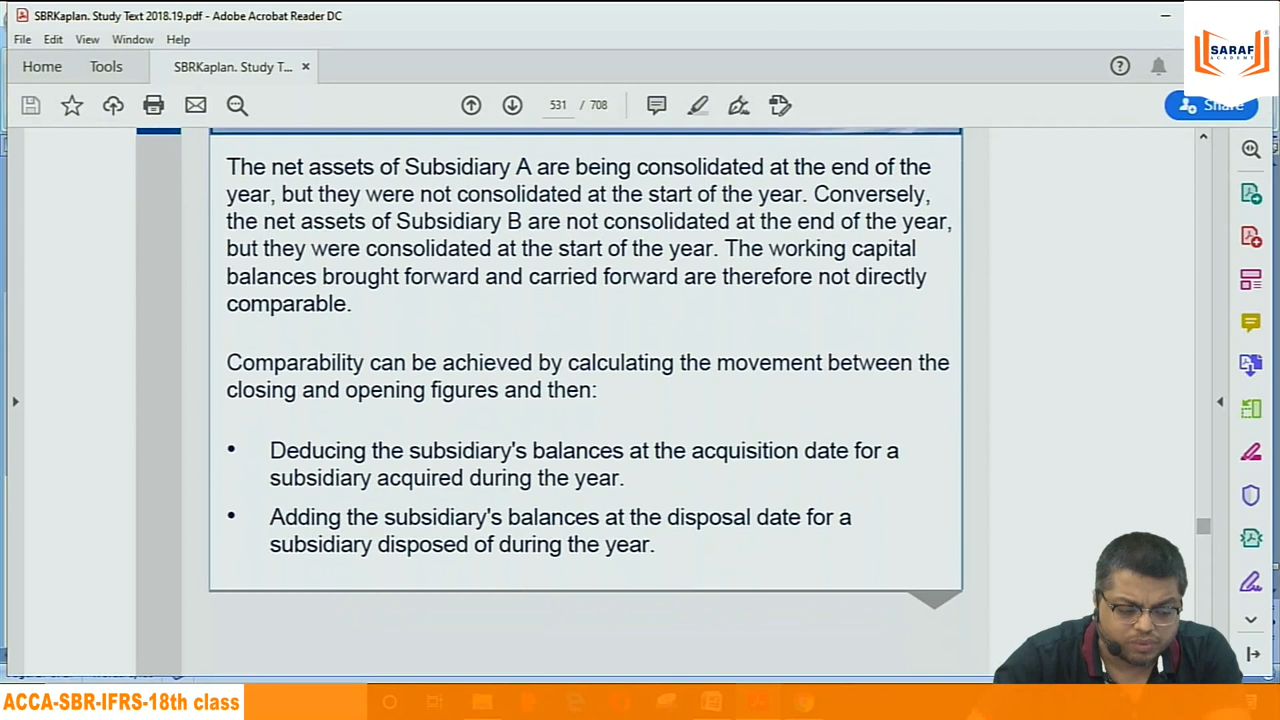 SBRKaplan. Study Text 2018.19.pdf - Adobe Acrobat Reader DC
File Edit View Window Help
Home Tools SBRKaplan. Study T... ×
531 / 708
Share
SARAF
ACADEMY
The net assets of Subsidiary A are being consolidated at the end of the
year, but they were not consolidated at the start of the year. Conversely,
the net assets of Subsidiary B are not consolidated at the end of the year,
but they were consolidated at the start of the year. The working capital
balances brought forward and carried forward are therefore not directly
comparable.
Comparability can be achieved by calculating the movement between the
closing and opening figures and then:
• Deducing the subsidiary's balances at the acquisition date for a
subsidiary acquired during the year.
• Adding the subsidiary's balances at the disposal date for a
subsidiary disposed of during the year.
ACCA-SBR-IFRS-18th class